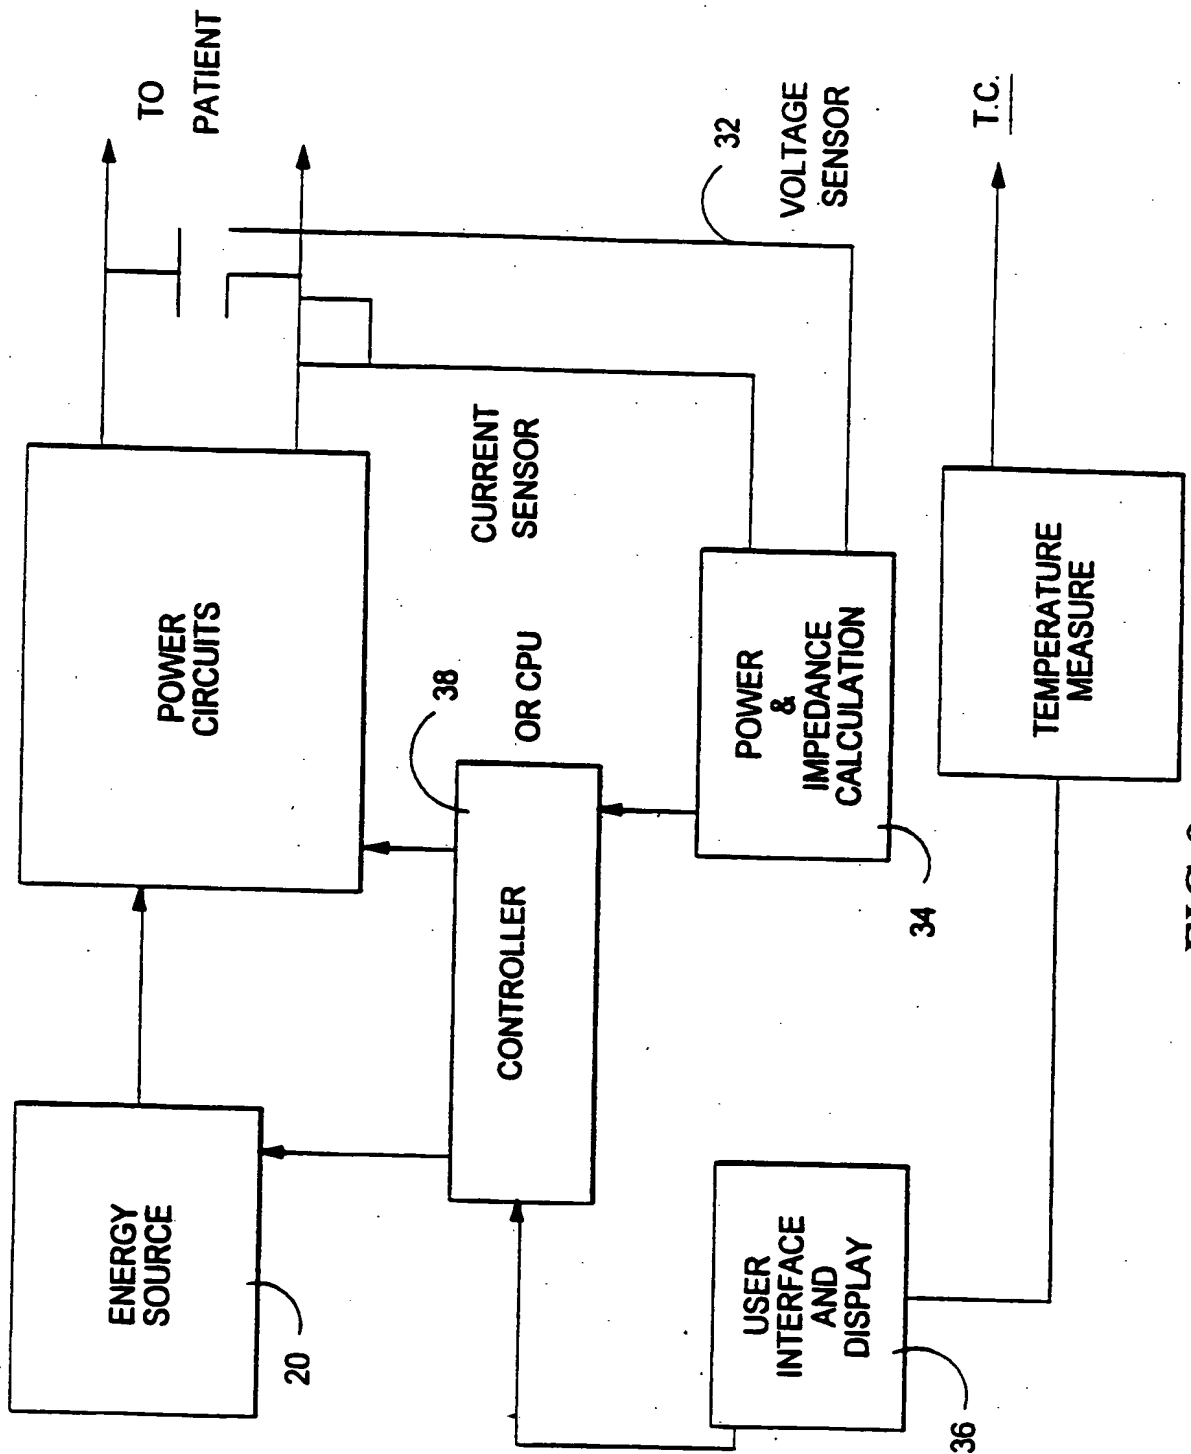 ENERGY
SOURCE
20
POWER
CIRCUITS
TO
PATIENT
CONTROLLER
38
OR CPU
CURRENT
SENSOR
32
VOLTAGE
SENSOR
USER
INTERFACE
AND
DISPLAY
36
POWER
&
IMPEDANCE
CALCULATION
34
TEMPERATURE
MEASURE
T.C.